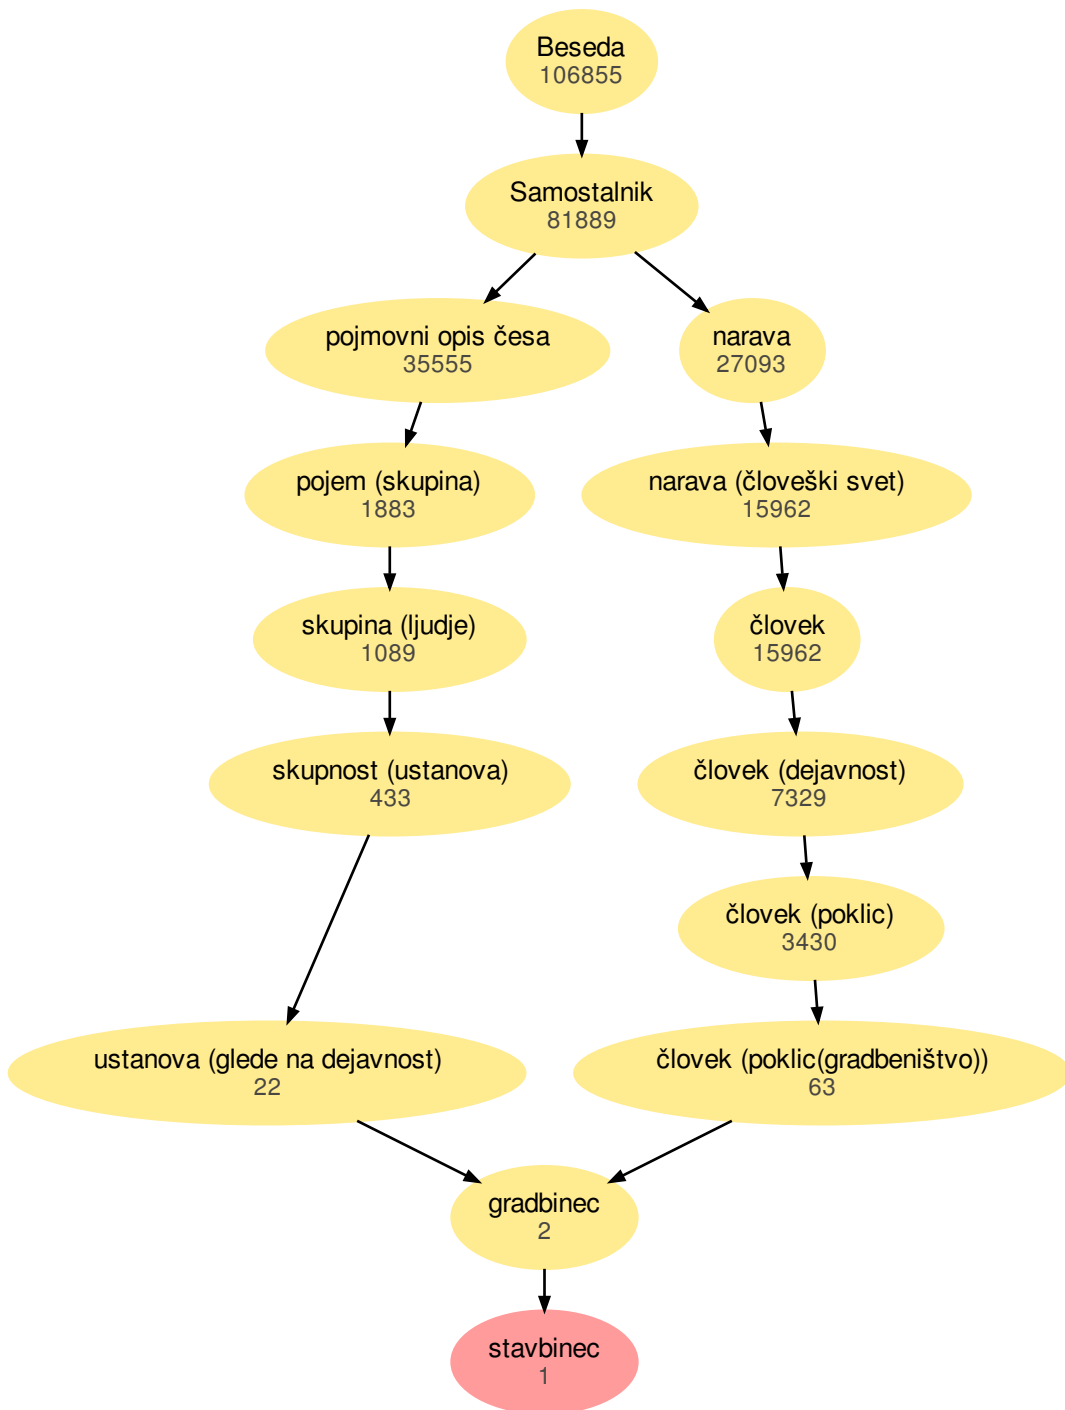 Beseda
106855
Samostalnik
81889
pojmovni opis česa
35555
narava
27093
pojem (skupina)
1883
narava (človeški svet)
15962
skupina (ljudje)
1089
človek
15962
skupnost (ustanova)
433
človek (dejavnost)
7329
človek (poklic)
3430
ustanova (glede na dejavnost)
22
človek (poklic(gradbeništvo))
63
gradbinec
2
stavbinec
1